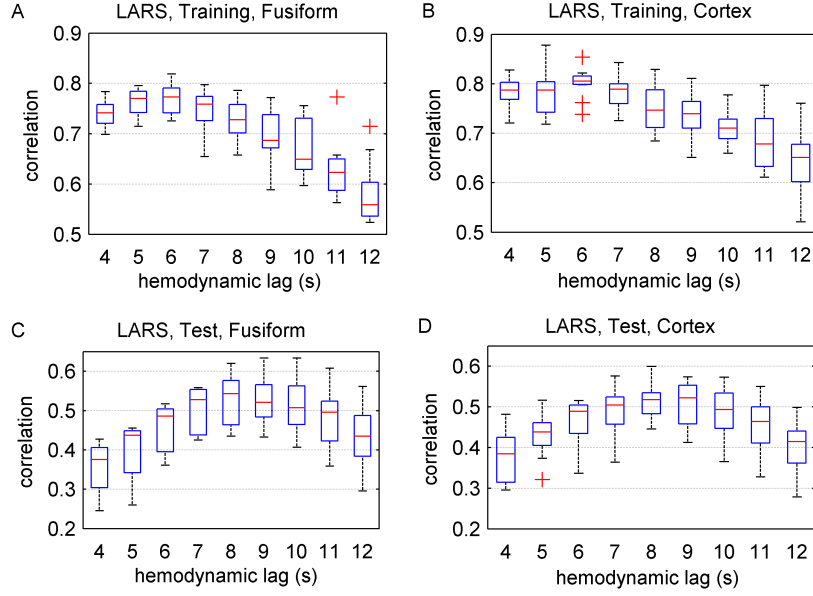 A
LARS, Training, Fusiform
0.9
0.8
0.7
0.6
0.5
correlation
4 5 6 7 8 9 10 11 12
hemodynamic lag (s)
B
LARS, Training, Cortex
0.9
0.8
0.7
0.6
0.5
correlation
4 5 6 7 8 9 10 11 12
hemodynamic lag (s)
C
LARS, Test, Fusiform
0.6
0.5
0.4
0.3
0.2
correlation
4 5 6 7 8 9 10 11 12
hemodynamic lag (s)
D
LARS, Test, Cortex
0.6
0.5
0.4
0.3
0.2
correlation
4 5 6 7 8 9 10 11 12
hemodynamic lag (s)